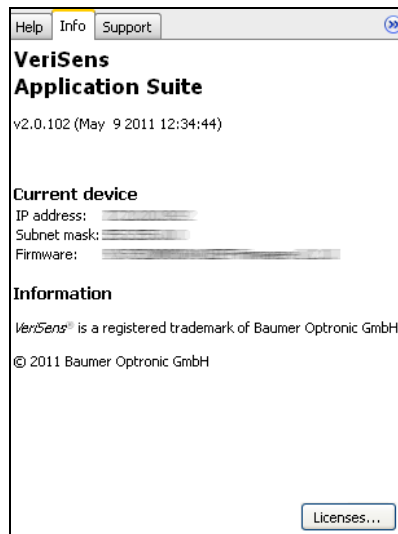 Help Info Support
VeriSens
Application Suite
v2.0.102 (May 9 2011 12:34:44)
Current device
IP address:
Subnet mask:
Firmware:
Information
VeriSens® is a registered trademark of Baumer Optronic GmbH
© 2011 Baumer Optronic GmbH
Licenses...